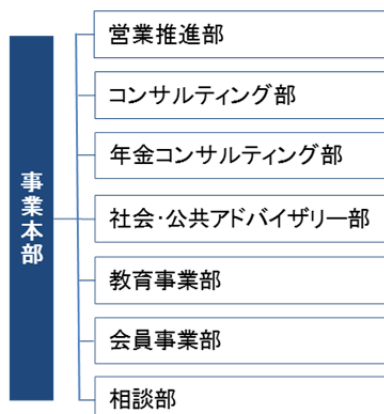 事業本部
営業推進部
コンサルティング部
年金コンサルティング部
社会・公共アドバイザリー部
教育事業部
会員事業部
相談部